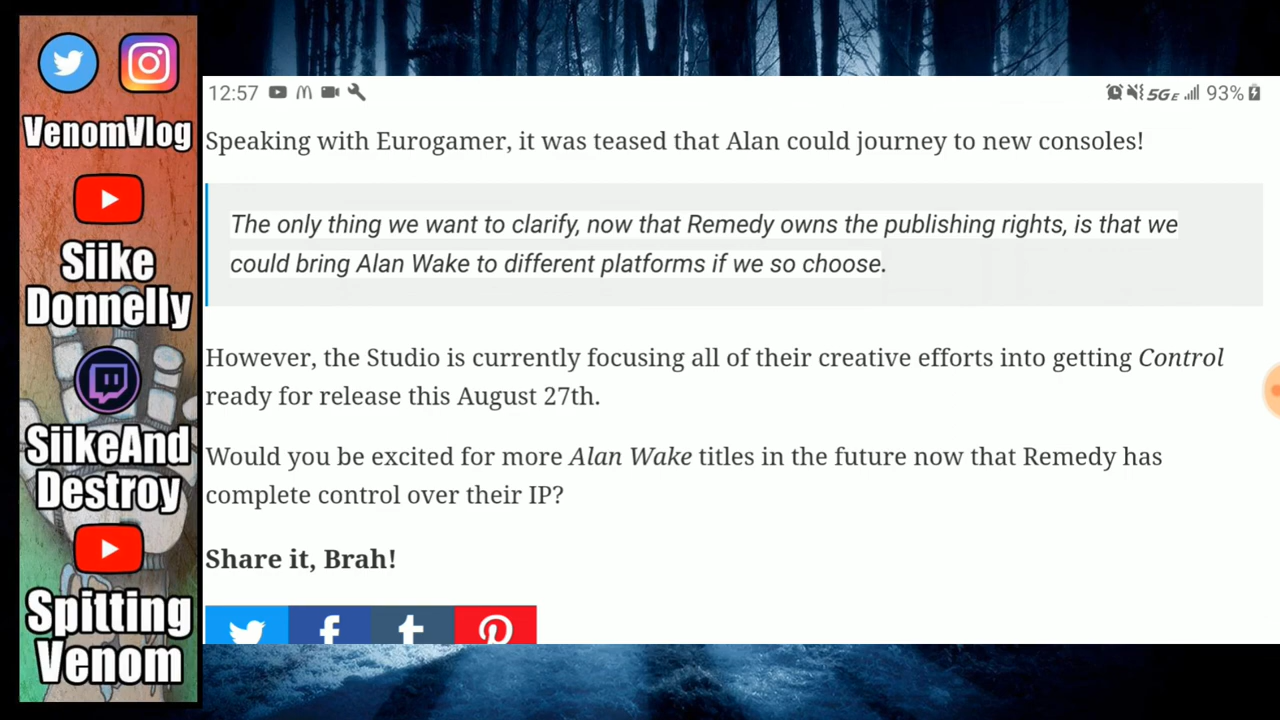 VenomVlog
Siike
Donnelly
SiikeAnd
Destroy
Spitting
Venom
12:57
5GE
93%
Speaking with Eurogamer, it was teased that Alan could journey to new consoles!
The only thing we want to clarify, now that Remedy owns the publishing rights, is that we
could bring Alan Wake to different platforms if we so choose.
However, the Studio is currently focusing all of their creative efforts into getting Control
ready for release this August 27th.
Would you be excited for more Alan Wake titles in the future now that Remedy has
complete control over their IP?
Share it, Brah!